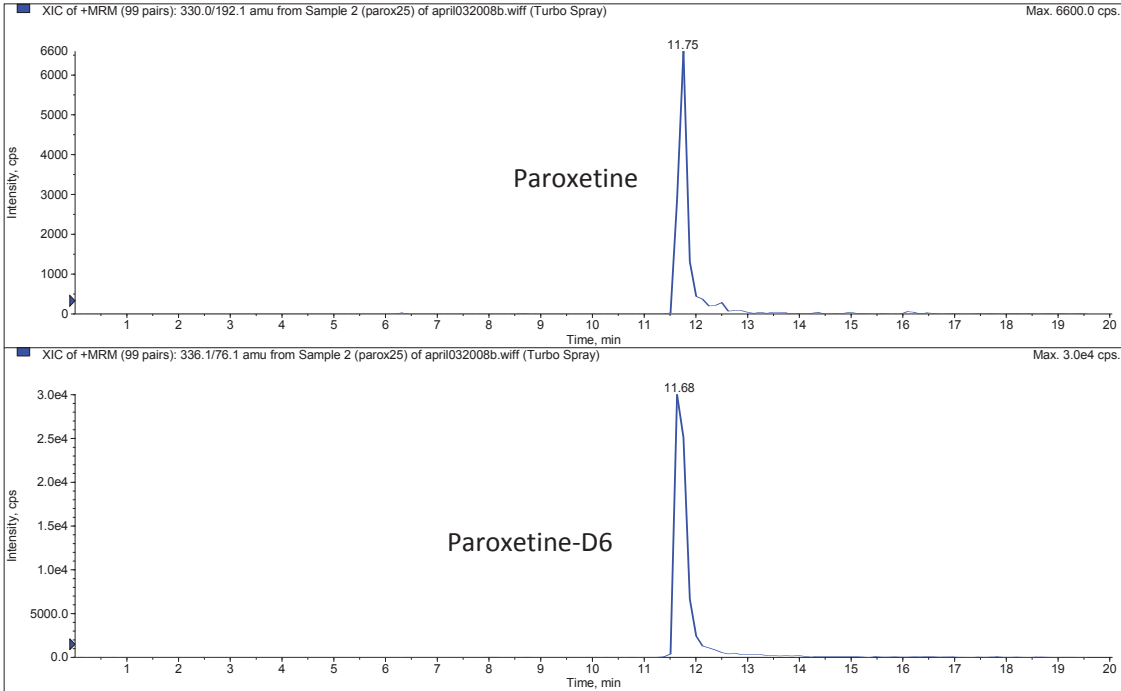 XIC of +MRM (99 pairs): 330.0/192.1 amu from Sample 2 (parox25) of april032008b.wiff (Turbo Spray) Max. 6600.0 cps.
11.75
6600
6000
5000
4000
3000
2000
1000
0
Intensity, cps
Paroxetine
1 2 3 4 5 6 7 8 9 10 11 12 13 14 15 16 17 18 19 20
Time, min
XIC of +MRM (99 pairs): 336.1/76.1 amu from Sample 2 (parox25) of april032008b.wiff (Turbo Spray) Max. 3.0e4 cps.
11.68
3.0e4
2.5e4
2.0e4
1.5e4
1.0e4
5000.0
0.0
Intensity, cps
Paroxetine-D6
1 2 3 4 5 6 7 8 9 10 11 12 13 14 15 16 17 18 19 20
Time, min